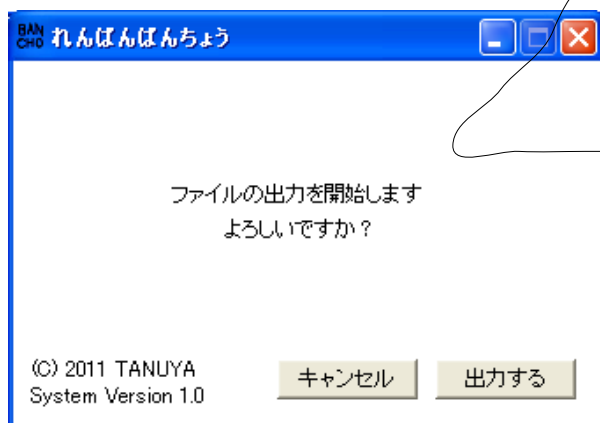 BAN
CHO れんばんばんちょう
ファイルの出力を開始します
よろしいですか？
(C) 2011 TANUYA
System Version 1.0
キャンセル 出力する